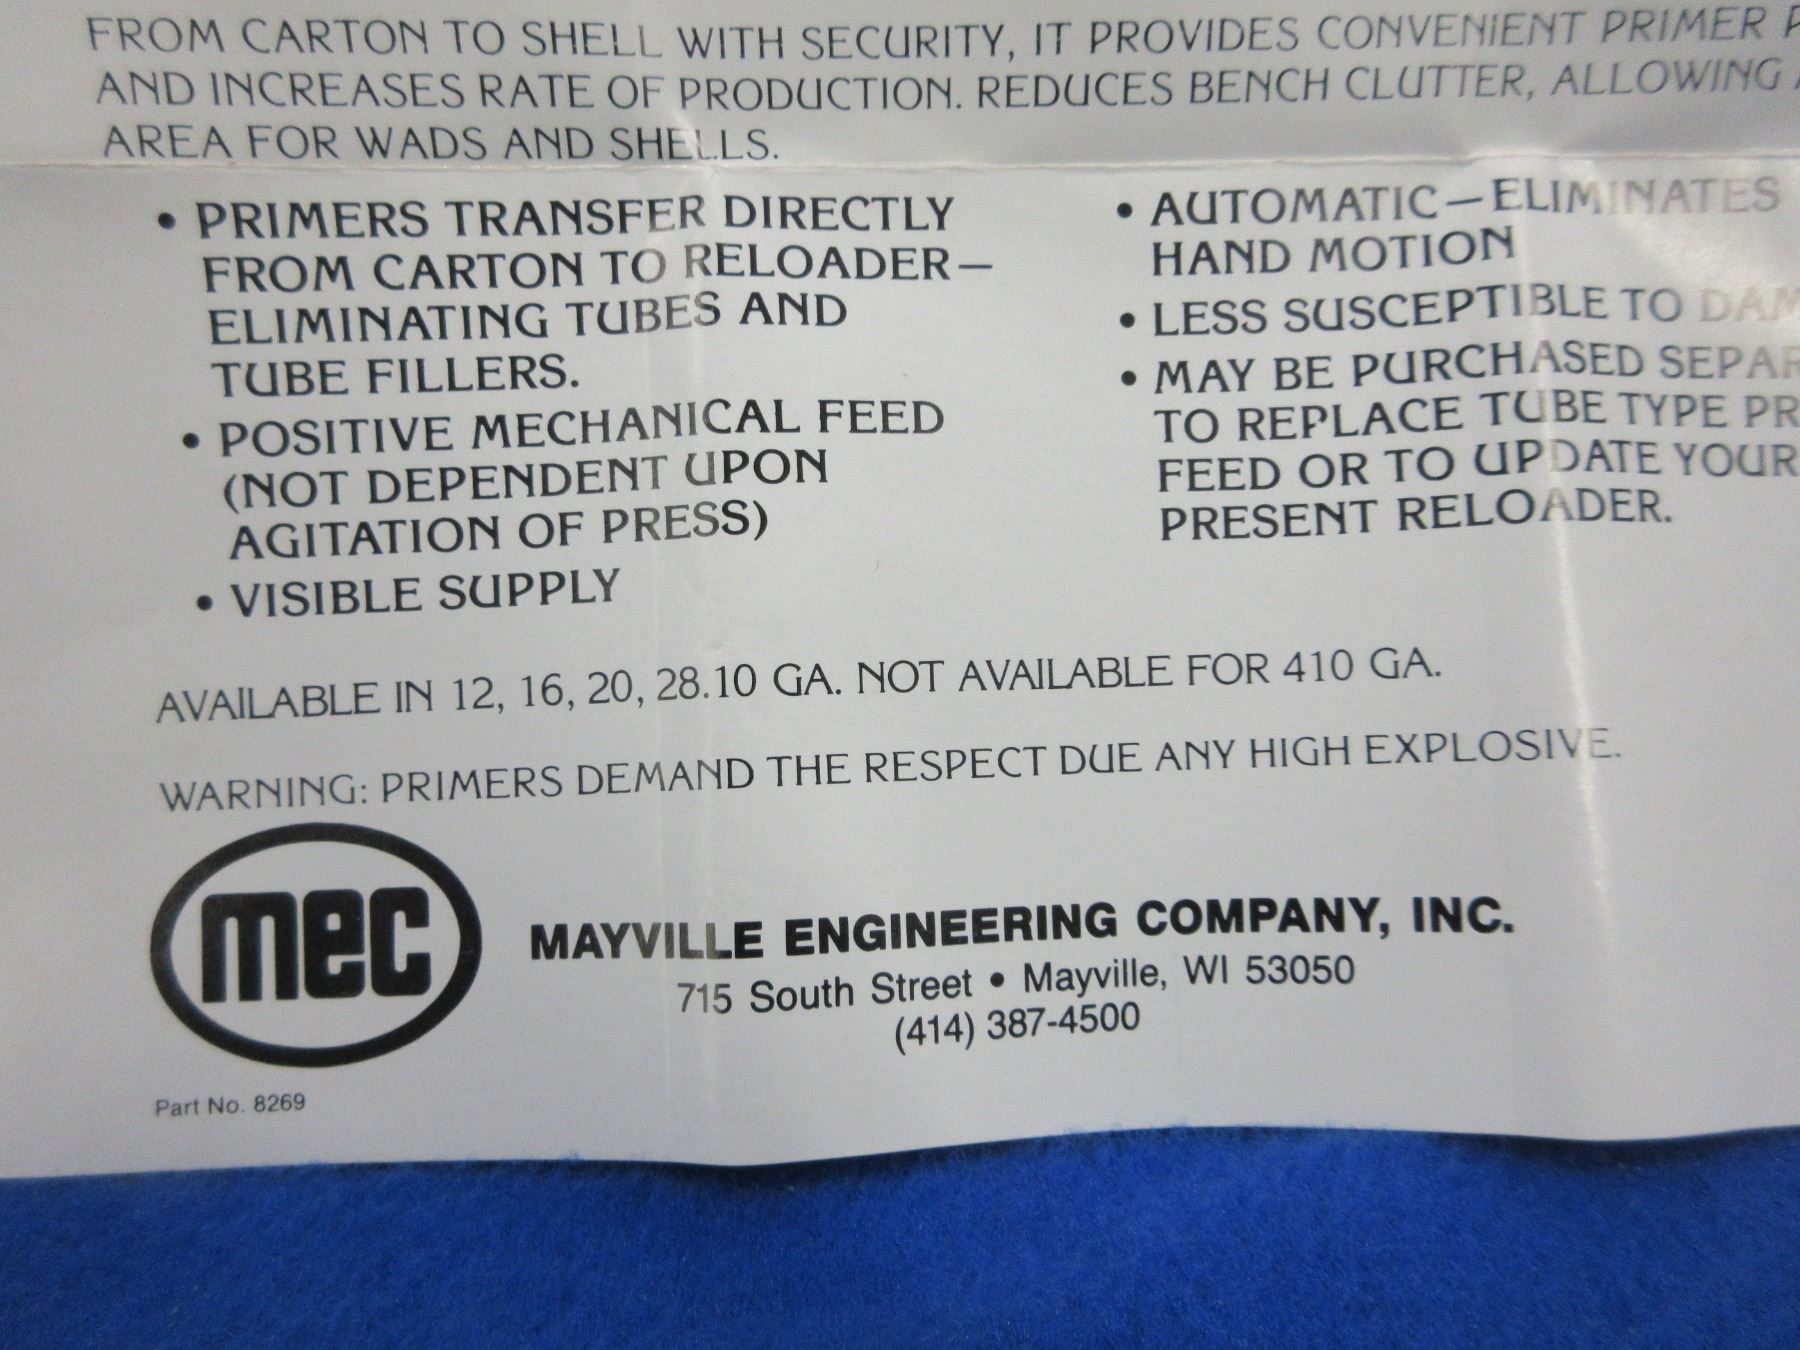 FROM CARTON TO SHELL WITH SECURITY, IT PROVIDES CONVENIENT PRIMER
AND INCREASES RATE OF PRODUCTION. REDUCES BENCH CLUTTER, ALLOWING
AREA FOR WADS AND SHELLS.
• PRIMERS TRANSFER DIRECTLY
FROM CARTON TO RELOADER—
ELIMINATING TUBES AND
TUBE FILLERS.
• POSITIVE MECHANICAL FEED
(NOT DEPENDENT UPON
AGITATION OF PRESS)
• VISIBLE SUPPLY
• AUTOMATIC—ELIMINATES
HAND MOTION
• LESS SUSCEPTIBLE TO
• MAY BE PURCHASED
TO REPLACE TUBE TYPE
FEED OR TO UPDATE YOUR
PRESENT RELOADER.
AVAILABLE IN 12, 16, 20, 28.10 GA. NOT AVAILABLE FOR 410 GA.
WARNING: PRIMERS DEMAND THE RESPECT DUE ANY HIGH EXPLOSIVE.
mec
MAYVILLE ENGINEERING COMPANY, INC.
715 South Street • Mayville, WI 53050
(414) 387-4500
Part No. 8269